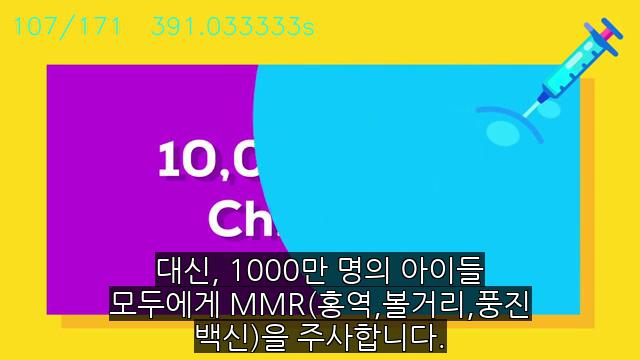 107/171 391.033333s
10,0
Ch
대신, 1000만 명의 아이들
모두에게 MMR(홍역,볼거리,풍진
백신)을 주사합니다.